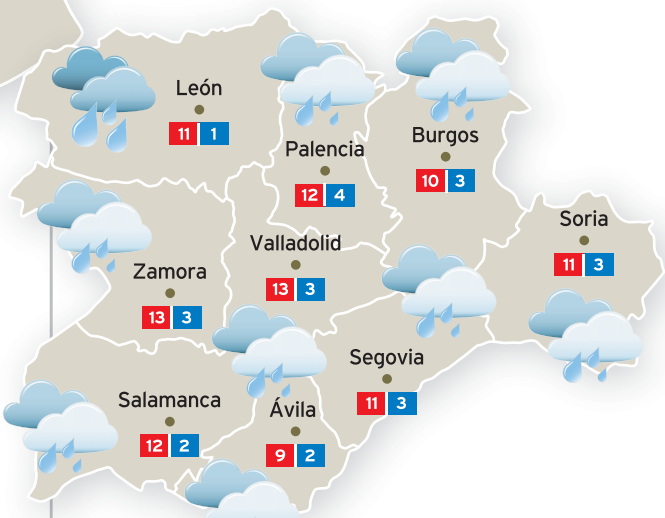 León
11 1
Palencia
12 4
Burgos
10 3
Soria
11 3
Valladolid
13 3
Zamora
13 3
Segovia
11 3
Salamanca
12 2
Ávila
9 2